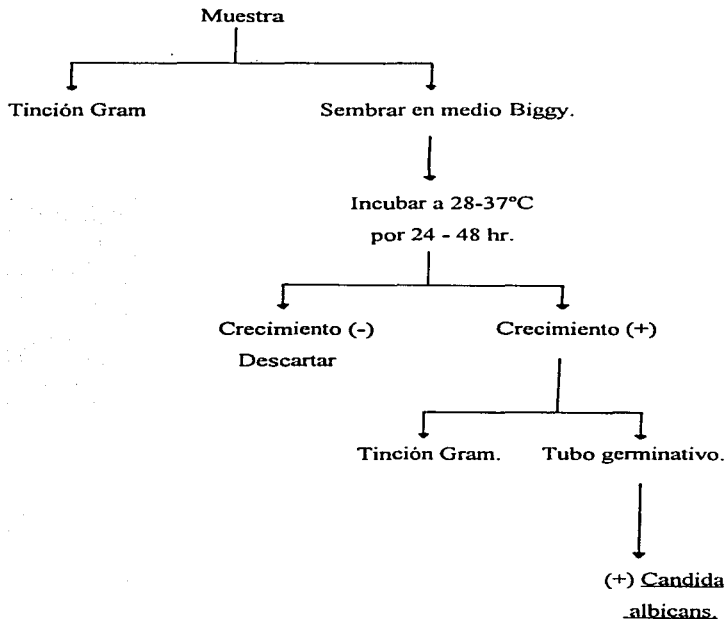 Muestra
Tinción Gram
Sembrar en medio Biggy.
Incubar a 28-37°C
por 24 - 48 hr.
Crecimiento (-)
Descartar
Crecimiento (+)
Tinción Gram.
Tubo germinativo.
(+) Candida
albicans.